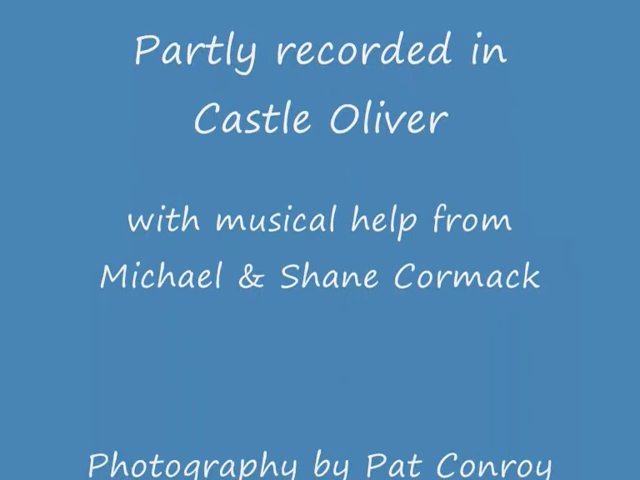 Partly recorded in
Castle Oliver
with musical help from
Michael & Shane Cormack
Photography by Pat Conroy